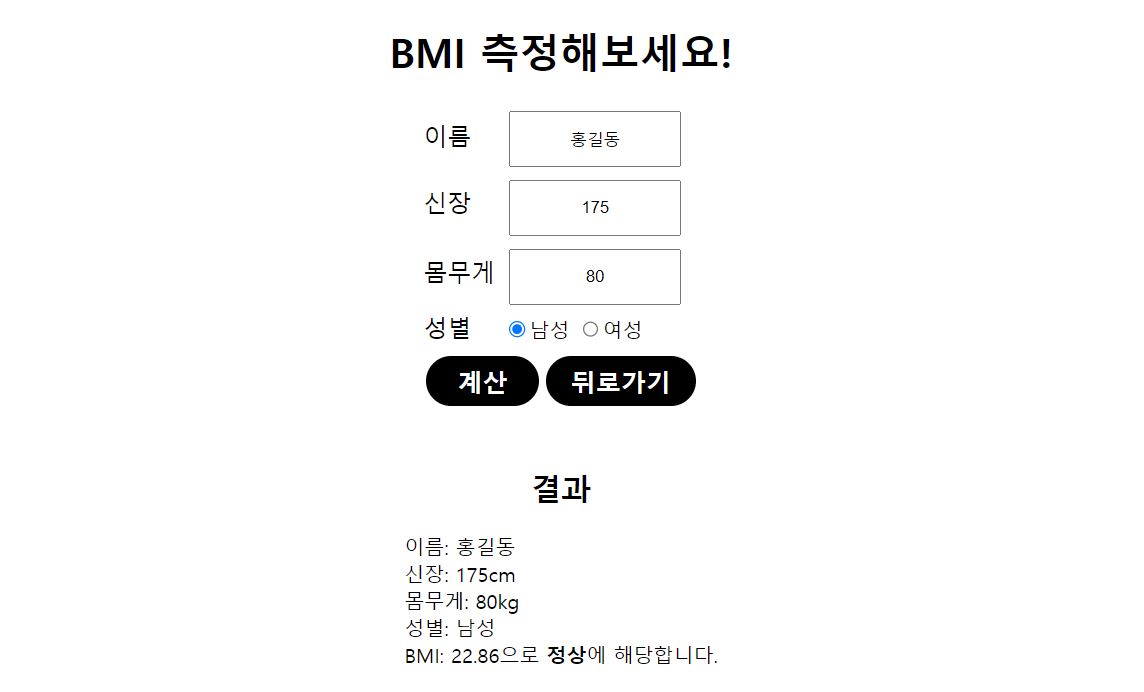 BMI 측정해보세요!
이름 홍길동
신장 175
몸무게 80
성별 남성 여성
계산 뒤로가기
결과
이름: 홍길동
신장: 175cm
몸무게: 80kg
성별: 남성
BMI: 22.86으로 정상에 해당합니다.